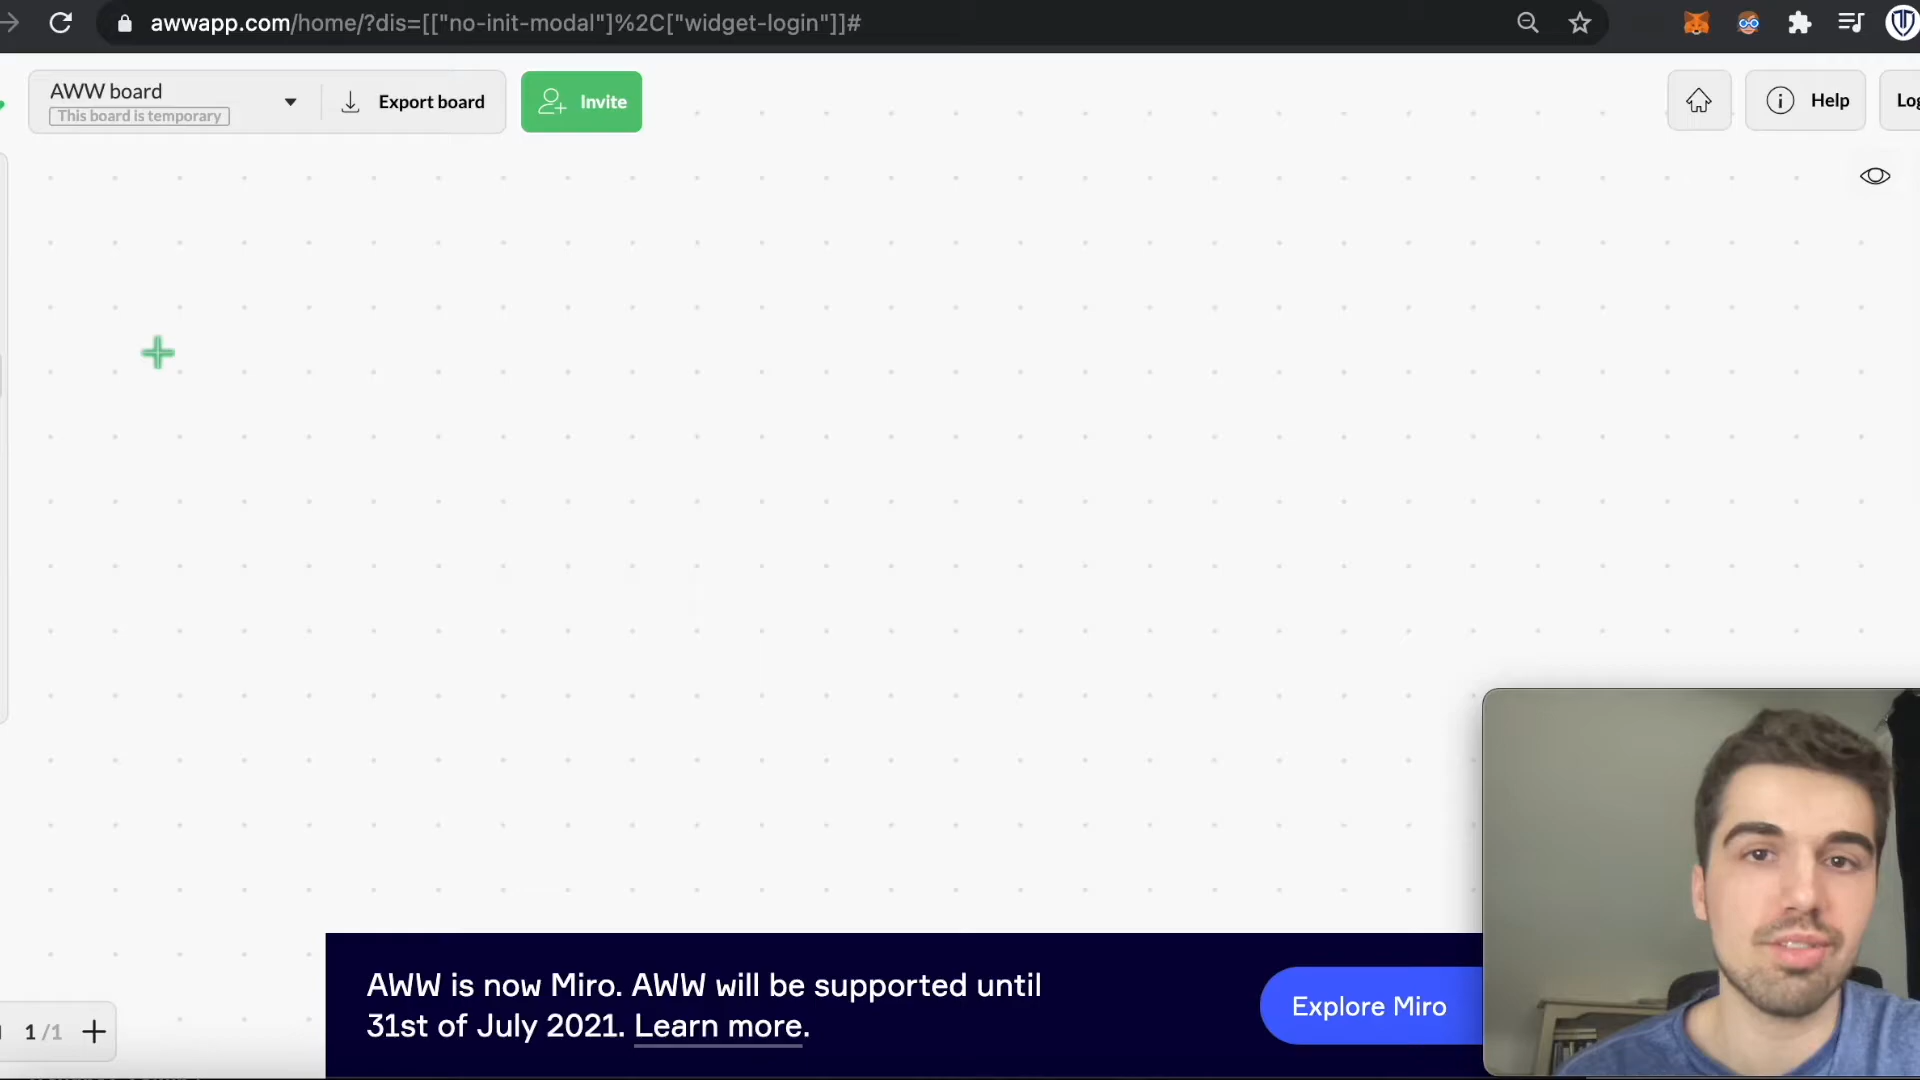 awwapp.com/home/?dis=[["no-init-modal"]%2C["widget-login"]]#
AWW board
This board is temporary
Export board
Invite
Help
1/1
AWW is now Miro. AWW will be supported until
31st of July 2021. Learn more.
Explore Miro